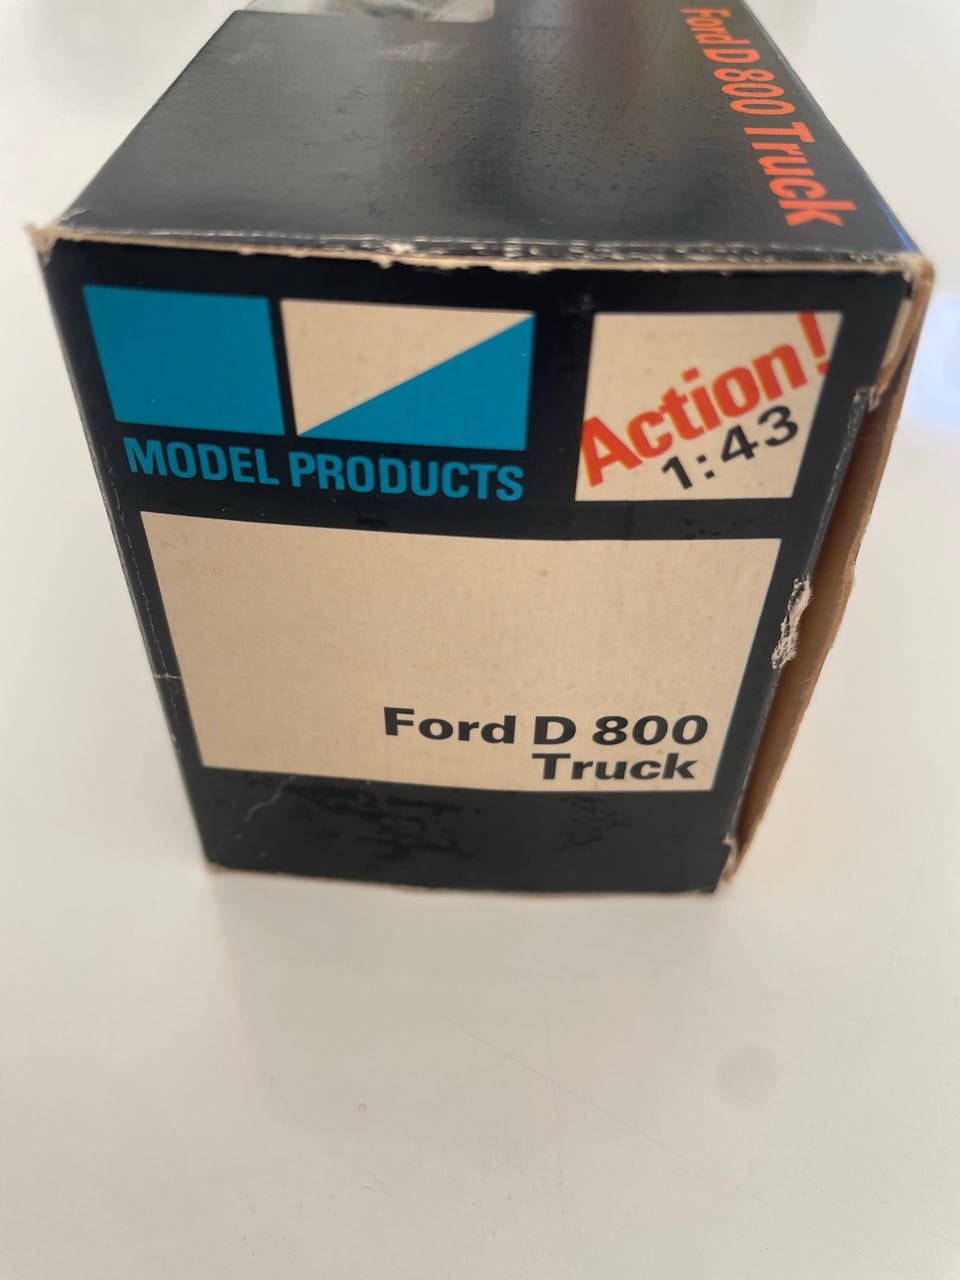 Ford D 800 Truck
MODEL PRODUCTS
Action!
1:43
Ford D 800
Truck